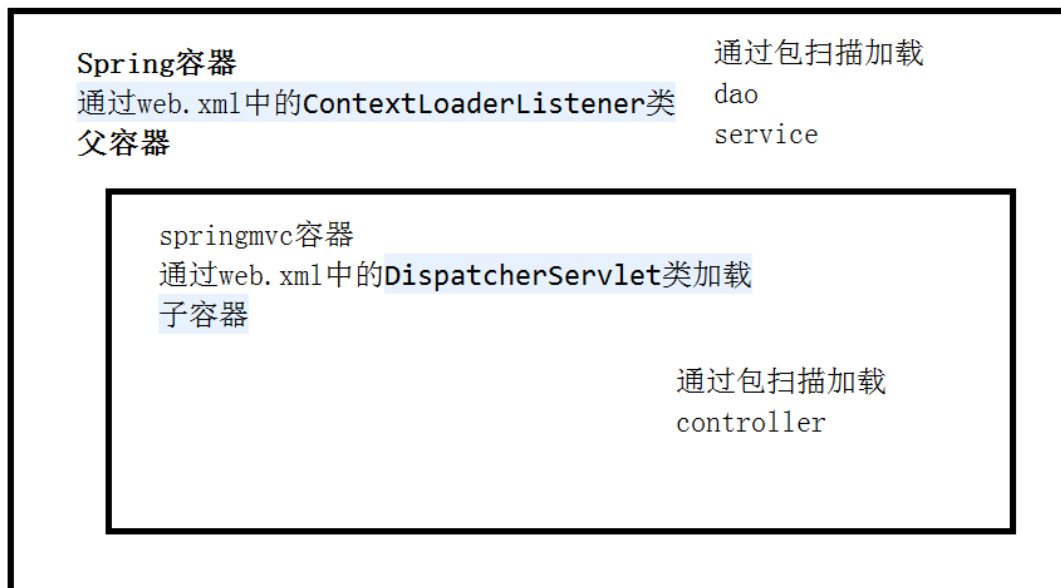 Spring容器
通过web.xml中的ContextLoaderListener类
父容器
通过包扫描加载
dao
service
springmvc容器
通过web.xml中的DispatcherServlet类加载
子容器
通过包扫描加载
controller